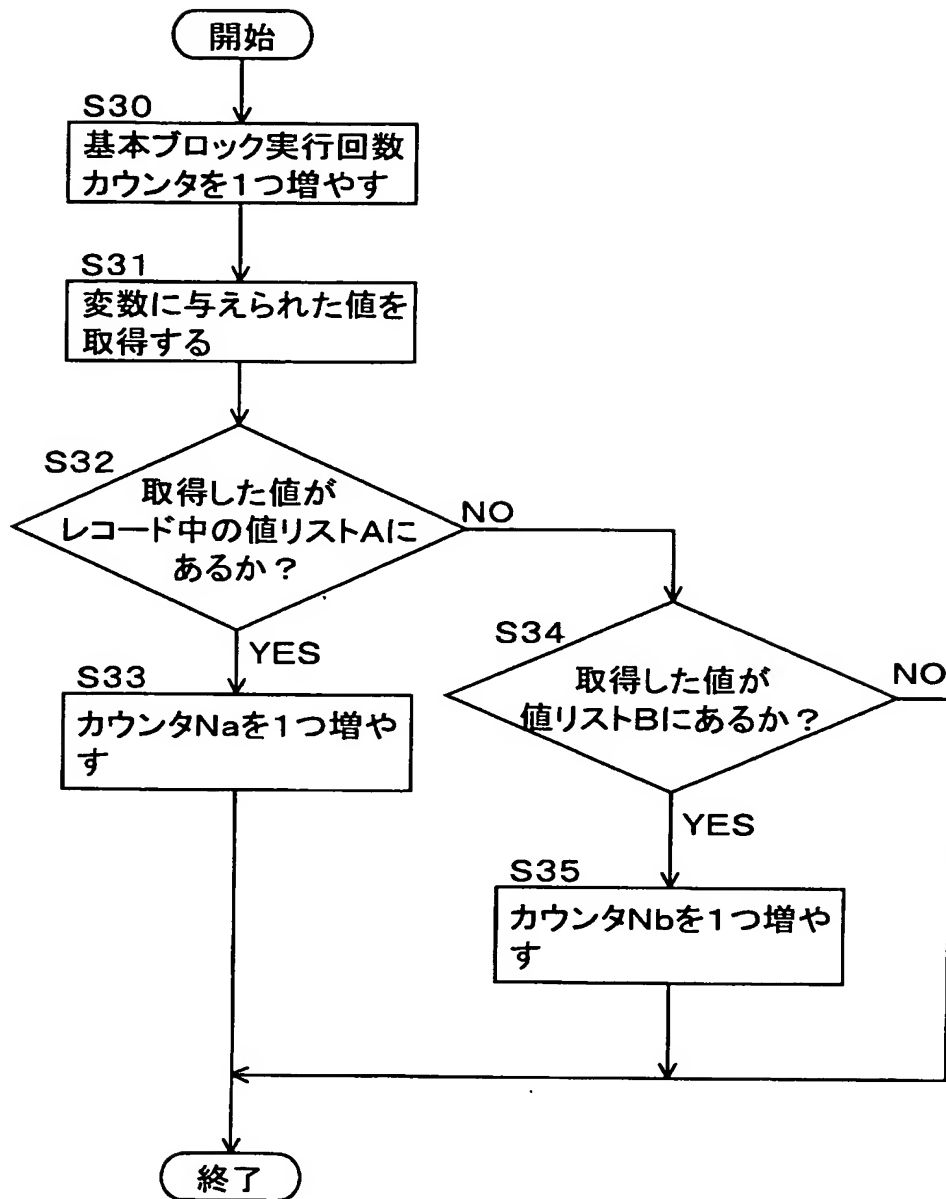 開始
S30
基本ブロック実行回数
カウンタを1つ増やす
S31
変数に与えられた値を
取得する
S32
取得した値が
レコード中の値リストAに
あるか？
NO
YES
S33
カウンタNaを1つ増や
す
S34
取得した値が
値リストBにあるか？
NO
YES
S35
カウンタNbを1つ増や
す
終了